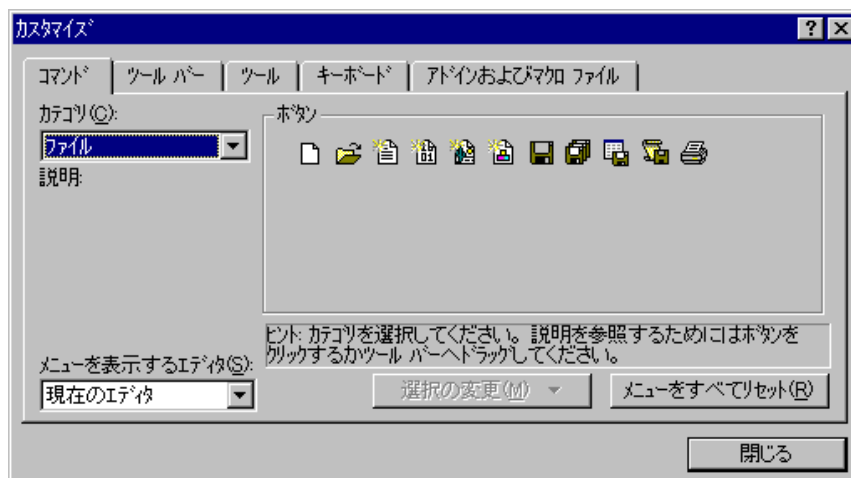 カスタマイズ
コマンド ツール バー ツール キーボード アドインおよびマクロ ファイル
カテゴリ(C):
ファイル
説明:
ボタン
ヒント: カテゴリを選択してください。説明を参照するためにはボタンを
クリックするかツール バーへドラッグしてください。
メニューを表示するエディタ(S):
現在のエディタ
選択の変更(M)
メニューをすべてリセット(R)
閉じる